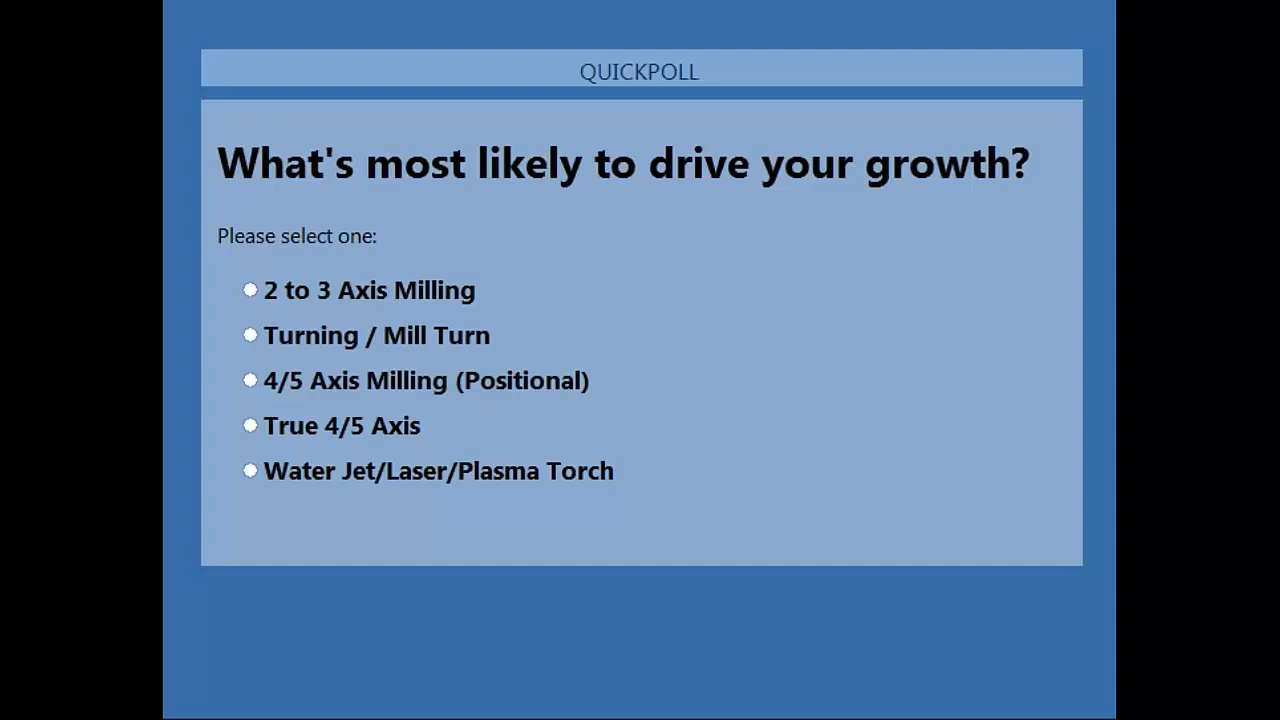 QUICKPOLL
What's most likely to drive your growth?
Please select one:
2 to 3 Axis Milling
Turning / Mill Turn
4/5 Axis Milling (Positional)
True 4/5 Axis
Water Jet/Laser/Plasma Torch